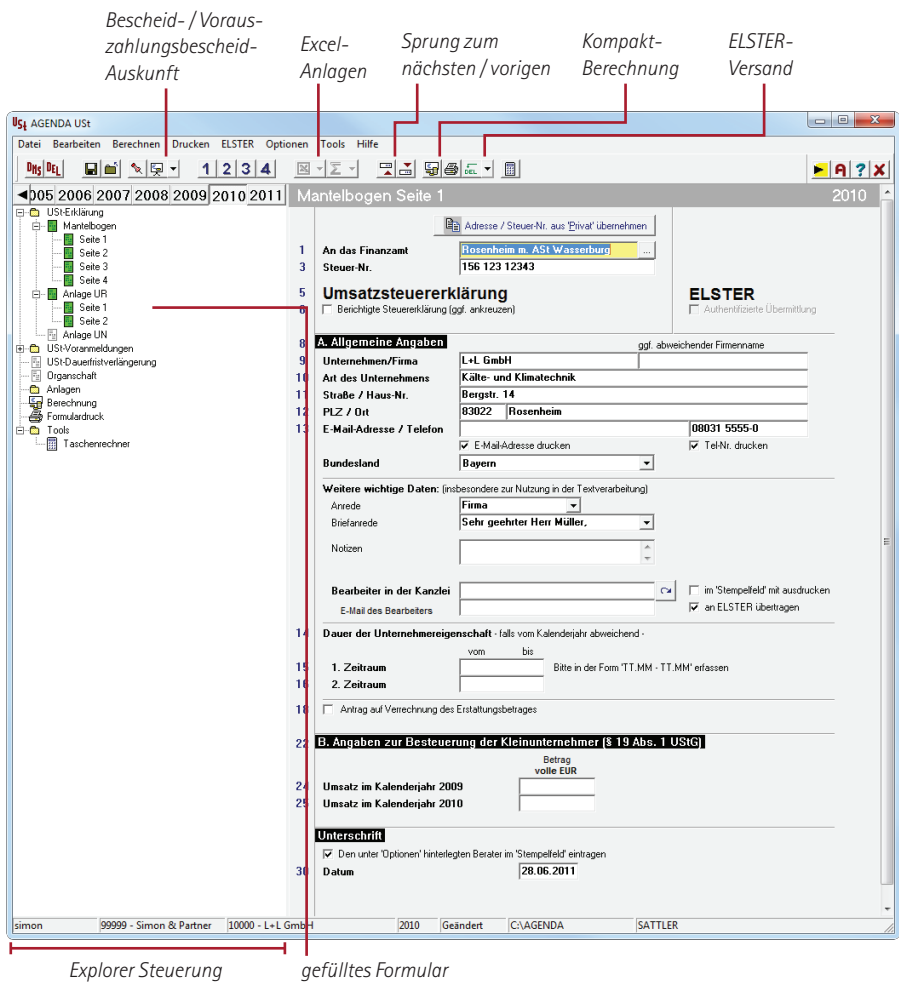 Bescheid- / Voraus-
zahlungsbescheid-
Auskunft
Excel-
Anlagen
Sprung zum
nächsten / vorigen
Kompakt-
Berechnung
ELSTER-
Versand
USt AGENDA USt
Datei Bearbeiten Berechnen Drucken ELSTER Optionen Tools Hilfe
DMS DEL 1 2 3 4 Σ DEL A ? X
005 2006 2007 2008 2009 2010 2011
Mantelbogen Seite 1 2010
USt-Erklärung
Mantelbogen
Seite 1
Seite 2
Seite 3
Seite 4
Anlage UR
Seite 1
Seite 2
Anlage UN
USt-Voranmeldungen
USt-Dauerfristverlängerung
Organschaft
Anlagen
Berechnung
Formulardruck
Tools
Taschenrechner
Adresse / Steuer-Nr. aus 'Privat' übernehmen
1 An das Finanzamt Rosenheim m. ASt Wasserburg ...
3 Steuer-Nr. 156 123 12343
5 Umsatzsteuererklärung ELSTER
6 Berichtigte Steuererklärung (ggf. ankreuzen) Authentifizierte Übermittlung
8 A. Allgemeine Angaben ggf. abweichender Firmenname
9 Unternehmen/Firma L+L GmbH
10 Art des Unternehmens Kälte- und Klimatechnik
11 Straße / Haus-Nr. Bergstr. 14
12 PLZ / Ort 83022 Rosenheim
13 E-Mail-Adresse / Telefon 08031 5555-0
E-Mail-Adresse drucken Tel-Nr. drucken
Bundesland Bayern
Weitere wichtige Daten: (insbesondere zur Nutzung in der Textverarbeitung)
Anrede Firma
Briefanrede Sehr geehrter Herr Müller,
Notizen
Bearbeiter in der Kanzlei im 'Stempelfeld' mit ausdrucken
E-Mail des Bearbeiters an ELSTER übertragen
14 Dauer der Unternehmereigenschaft - falls vom Kalenderjahr abweichend -
vom bis
15 1. Zeitraum Bitte in der Form 'TT.MM - TT.MM' erfassen
16 2. Zeitraum
18 Antrag auf Verrechnung des Erstattungsbetrages
22 B. Angaben zur Besteuerung der Kleinunternehmer (§ 19 Abs. 1 UStG)
Betrag
volle EUR
24 Umsatz im Kalenderjahr 2009
25 Umsatz im Kalenderjahr 2010
Unterschrift
Den unter 'Optionen' hinterlegten Berater im 'Stempelfeld' eintragen
30 Datum 28.06.2011
simon 99999 - Simon & Partner 10000 - L+L GmbH 2010 Geändert C:\AGENDA SATTLER
Explorer Steuerung
gefülltes Formular